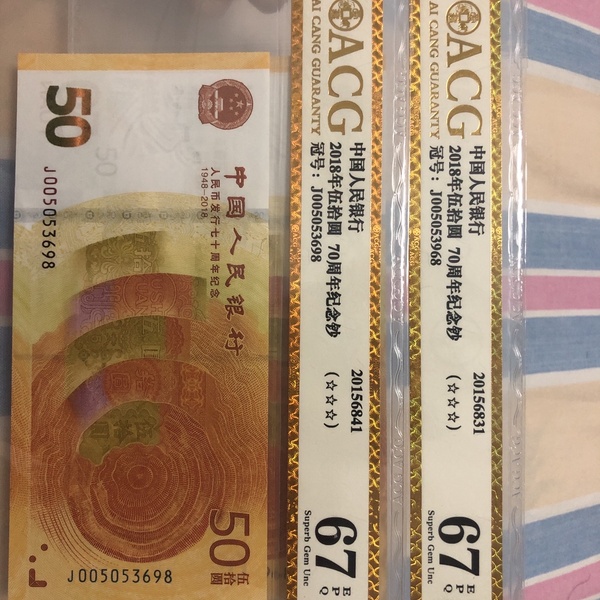 50
J005053698
中国人民银行
人民币发行七十周年纪念
1948-2018
50
伍拾圆
J005053698
ACG
AI CANG GUARANTY
中国人民银行
2018年伍拾圆 70周年纪念钞
冠号：J005053698
20156841
(☆☆☆)
67
EPQ
Superb Gem Unc
ACG
AI CANG GUARANTY
中国人民银行
2018年伍拾圆 70周年纪念钞
冠号：J005053968
20156831
(☆☆☆)
67
EPQ
Superb Gem Unc